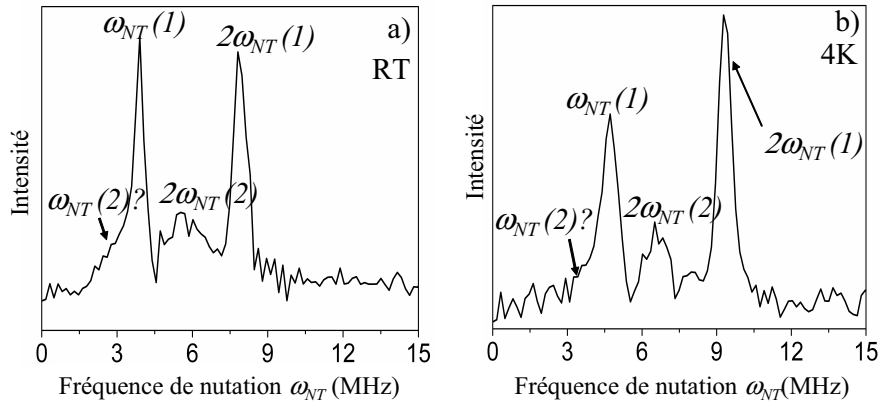 ω_NT(1)
2ω_NT(1)
a)
RT
ω_NT(2)?
2ω_NT(2)
Intensité
0 3 6 9 12 15
Fréquence de nutation ω_NT (MHz)
b)
4K
ω_NT(1)
2ω_NT(1)
ω_NT(2)?
2ω_NT(2)
Intensité
0 3 6 9 12 15
Fréquence de nutation ω_NT(MHz)